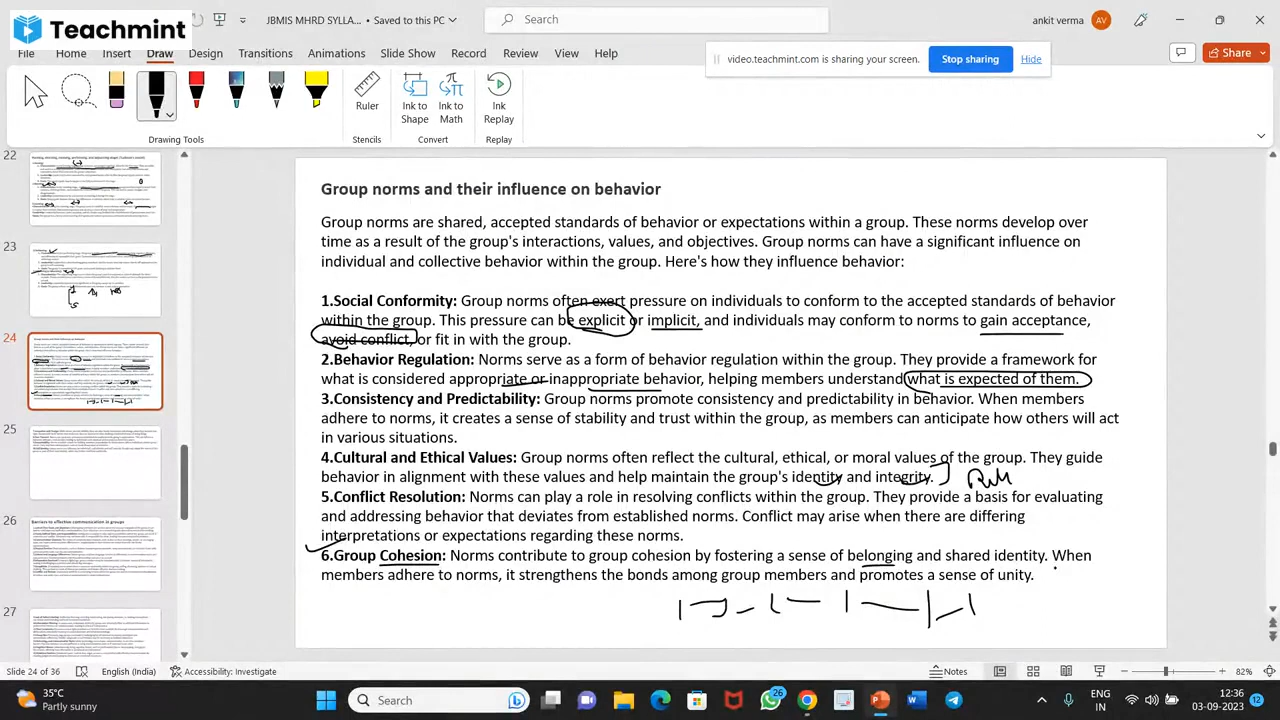 Teachmint
JBMIS MHRD SYLLA... • Saved to this PC
Search
ankit verma
AV
File Home Insert Draw Design Transitions Animations Slide Show Record Review View Help
Share
video.teachmint.com is sharing your screen.
Stop sharing
Hide
Ruler
Ink to Shape
Ink to Math
Ink Replay
Drawing Tools
Stencils
Convert
Replay
22
23
24
25
26
Barriers to effective communication in groups
27
Group norms and their influence on behavior
Group norms are shared, accepted standards of behavior or expectations within a group. These norms develop over
time as a result of the group's interactions, values, and objectives. Group norms can have a significant influence on
individual and collective behavior within the group. Here's how they influence behavior:
1.Social Conformity: Group norms often exert pressure on individuals to conform to the accepted standards of behavior
within the group. This pressure can be explicit or implicit, and individuals may conform to norms to gain acceptance,
or fit in with the group.
2.Behavior Regulation: Norms serve as a form of behavior regulation within the group. They provide a framework for
what is considered appropriate or inappropriate behavior, helping members understand what is expected of them.
3.Consistency and Predictability: Group norms promote consistency and predictability in behavior. When members
adhere to norms, it creates a sense of stability and trust within the group, as members can anticipate how others will act
in various situations.
4.Cultural and Ethical Values: Group norms often reflect the cultural, ethical, or moral values of the group. They guide
behavior in alignment with these values and help maintain the group's identity and integrity.
5.Conflict Resolution: Norms can play a role in resolving conflicts within the group. They provide a basis for evaluating
and addressing behavior that deviates from established norms. Conflict may arise when there are differing
interpretations or expectations regarding these norms.
6.Group Cohesion: Norms contribute to group cohesion by fostering a sense of belonging and shared identity. When
members adhere to norms, it strengthens the bonds among group members and promotes a sense of unity.
Slide 24 of 36
English (India)
Accessibility: Investigate
Notes
82%
35°C
Partly sunny
Search
26
ENG
IN
12:36
03-09-2023